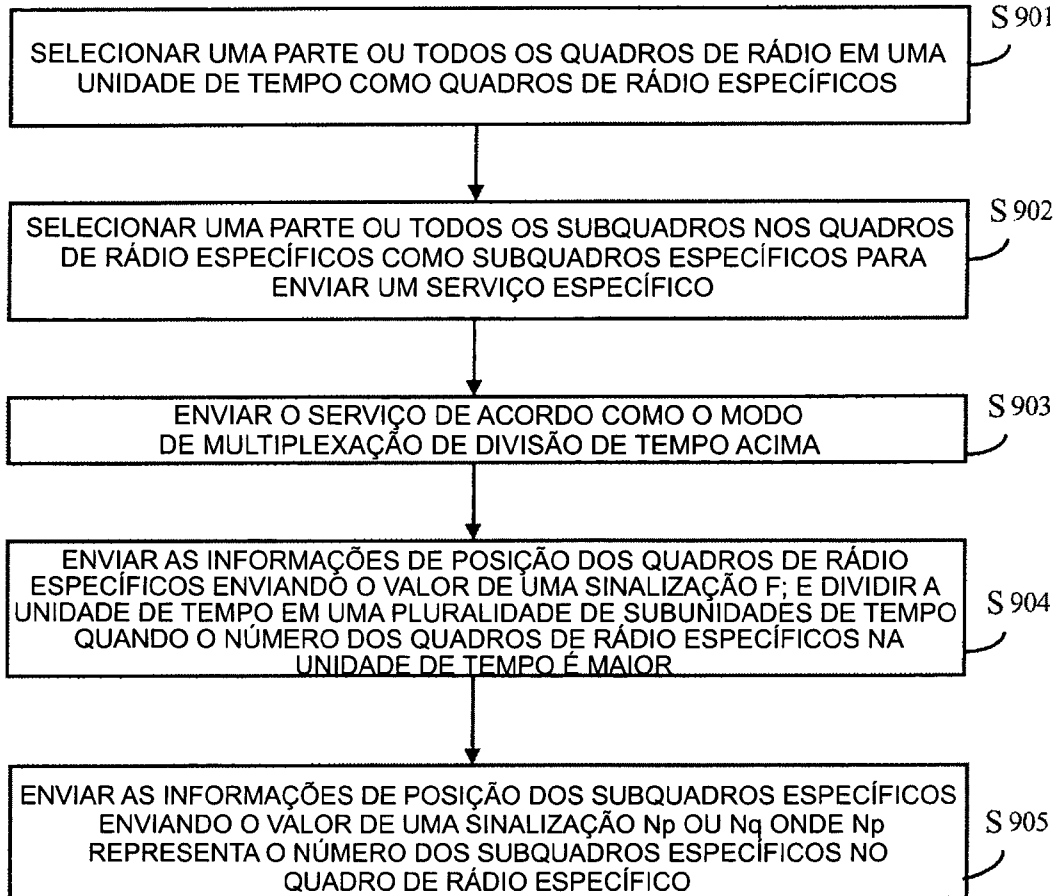 S 901
SELECIONAR UMA PARTE OU TODOS OS QUADROS DE RÁDIO EM UMA
UNIDADE DE TEMPO COMO QUADROS DE RÁDIO ESPECÍFICOS
S 902
SELECIONAR UMA PARTE OU TODOS OS SUBQUADROS NOS QUADROS
DE RÁDIO ESPECÍFICOS COMO SUBQUADROS ESPECÍFICOS PARA
ENVIAR UM SERVIÇO ESPECÍFICO
S 903
ENVIAR O SERVIÇO DE ACORDO COMO O MODO
DE MULTIPLEXAÇÃO DE DIVISÃO DE TEMPO ACIMA
S 904
ENVIAR AS INFORMAÇÕES DE POSIÇÃO DOS QUADROS DE RÁDIO
ESPECÍFICOS ENVIANDO O VALOR DE UMA SINALIZAÇÃO F; E DIVIDIR A
UNIDADE DE TEMPO EM UMA PLURALIDADE DE SUBUNIDADES DE TEMPO
QUANDO O NÚMERO DOS QUADROS DE RÁDIO ESPECÍFICOS NA
UNIDADE DE TEMPO É MAIOR
S 905
ENVIAR AS INFORMAÇÕES DE POSIÇÃO DOS SUBQUADROS ESPECÍFICOS
ENVIANDO O VALOR DE UMA SINALIZAÇÃO Np OU Nq ONDE Np
REPRESENTA O NÚMERO DOS SUBQUADROS ESPECÍFICOS NO
QUADRO DE RÁDIO ESPECÍFICO